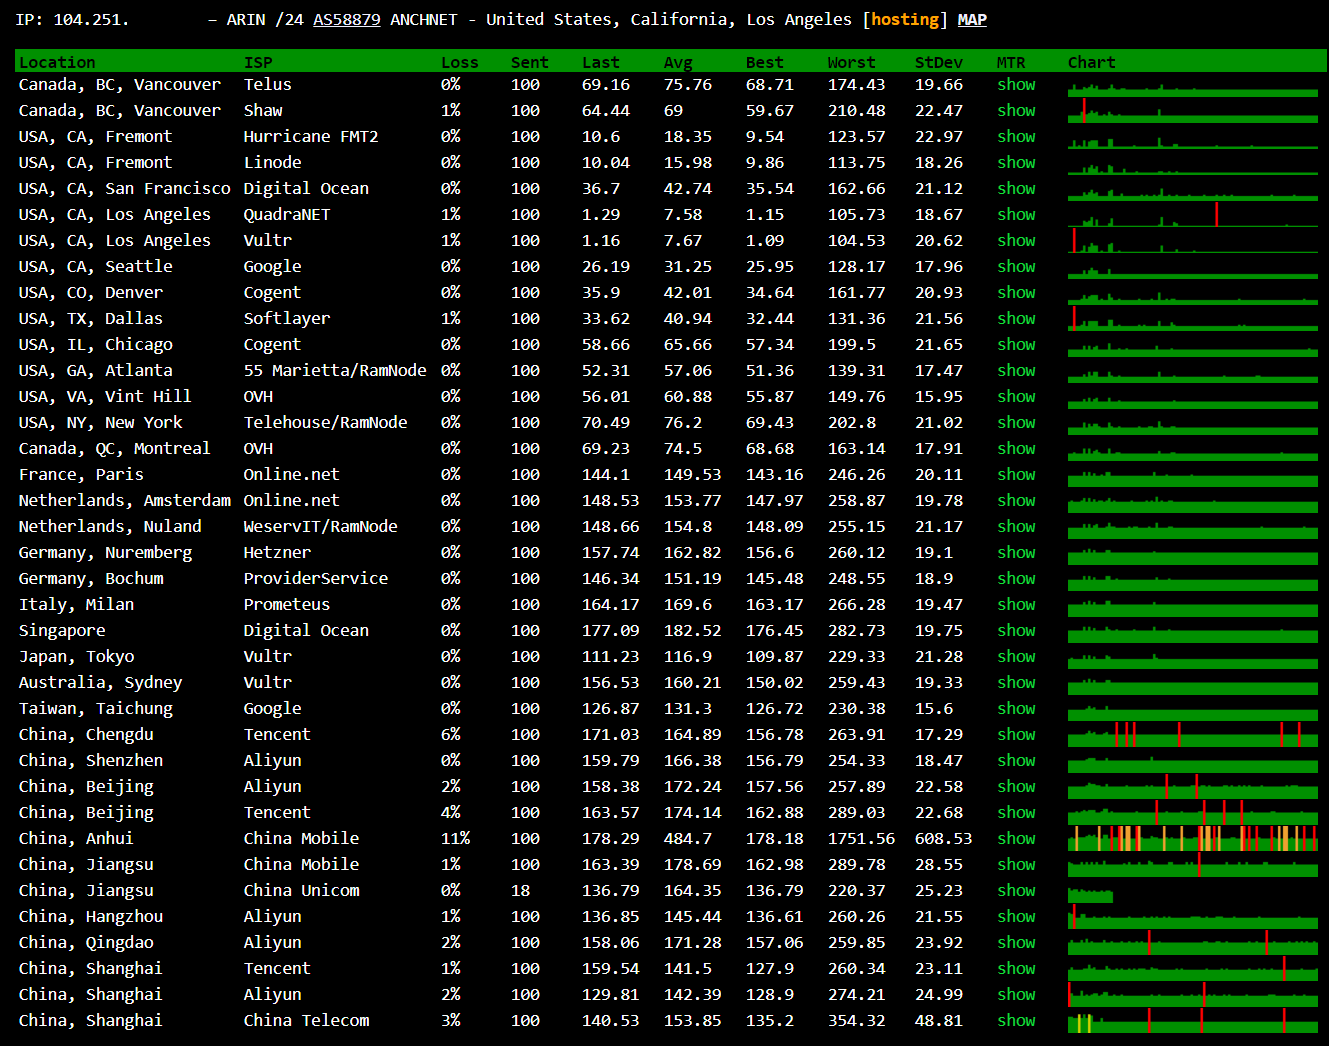 IP: 104.251. – ARIN /24 AS58879 ANCHNET - United States, California, Los Angeles [hosting] MAP
Location ISP Loss Sent Last Avg Best Worst StDev MTR Chart
Canada, BC, Vancouver Telus 0% 100 69.16 75.76 68.71 174.43 19.66 show
Canada, BC, Vancouver Shaw 1% 100 64.44 69 59.67 210.48 22.47 show
USA, CA, Fremont Hurricane FMT2 0% 100 10.6 18.35 9.54 123.57 22.97 show
USA, CA, Fremont Linode 0% 100 10.04 15.98 9.86 113.75 18.26 show
USA, CA, San Francisco Digital Ocean 0% 100 36.7 42.74 35.54 162.66 21.12 show
USA, CA, Los Angeles QuadraNET 1% 100 1.29 7.58 1.15 105.73 18.67 show
USA, CA, Los Angeles Vultr 1% 100 1.16 7.67 1.09 104.53 20.62 show
USA, CA, Seattle Google 0% 100 26.19 31.25 25.95 128.17 17.96 show
USA, CO, Denver Cogent 0% 100 35.9 42.01 34.64 161.77 20.93 show
USA, TX, Dallas Softlayer 1% 100 33.62 40.94 32.44 131.36 21.56 show
USA, IL, Chicago Cogent 0% 100 58.66 65.66 57.34 199.5 21.65 show
USA, GA, Atlanta 55 Marietta/RamNode 0% 100 52.31 57.06 51.36 139.31 17.47 show
USA, VA, Vint Hill OVH 0% 100 56.01 60.88 55.87 149.76 15.95 show
USA, NY, New York Telehouse/RamNode 0% 100 70.49 76.2 69.43 202.8 21.02 show
Canada, QC, Montreal OVH 0% 100 69.23 74.5 68.68 163.14 17.91 show
France, Paris Online.net 0% 100 144.1 149.53 143.16 246.26 20.11 show
Netherlands, Amsterdam Online.net 0% 100 148.53 153.77 147.97 258.87 19.78 show
Netherlands, Nuland WeservIT/RamNode 0% 100 148.66 154.8 148.09 255.15 21.17 show
Germany, Nuremberg Hetzner 0% 100 157.74 162.82 156.6 260.12 19.1 show
Germany, Bochum ProviderService 0% 100 146.34 151.19 145.48 248.55 18.9 show
Italy, Milan Prometeus 0% 100 164.17 169.6 163.17 266.28 19.47 show
Singapore Digital Ocean 0% 100 177.09 182.52 176.45 282.73 19.75 show
Japan, Tokyo Vultr 0% 100 111.23 116.9 109.87 229.33 21.28 show
Australia, Sydney Vultr 0% 100 156.53 160.21 150.02 259.43 19.33 show
Taiwan, Taichung Google 0% 100 126.87 131.3 126.72 230.38 15.6 show
China, Chengdu Tencent 6% 100 171.03 164.89 156.78 263.91 17.29 show
China, Shenzhen Aliyun 0% 100 159.79 166.38 156.79 254.33 18.47 show
China, Beijing Aliyun 2% 100 158.38 172.24 157.56 257.89 22.58 show
China, Beijing Tencent 4% 100 163.57 174.14 162.88 289.03 22.68 show
China, Anhui China Mobile 11% 100 178.29 484.7 178.18 1751.56 608.53 show
China, Jiangsu China Mobile 1% 100 163.39 178.69 162.98 289.78 28.55 show
China, Jiangsu China Unicom 0% 18 136.79 164.35 136.79 220.37 25.23 show
China, Hangzhou Aliyun 1% 100 136.85 145.44 136.61 260.26 21.55 show
China, Qingdao Aliyun 2% 100 158.06 171.28 157.06 259.85 23.92 show
China, Shanghai Tencent 1% 100 159.54 141.5 127.9 260.34 23.11 show
China, Shanghai Aliyun 2% 100 129.81 142.39 128.9 274.21 24.99 show
China, Shanghai China Telecom 3% 100 140.53 153.85 135.2 354.32 48.81 show